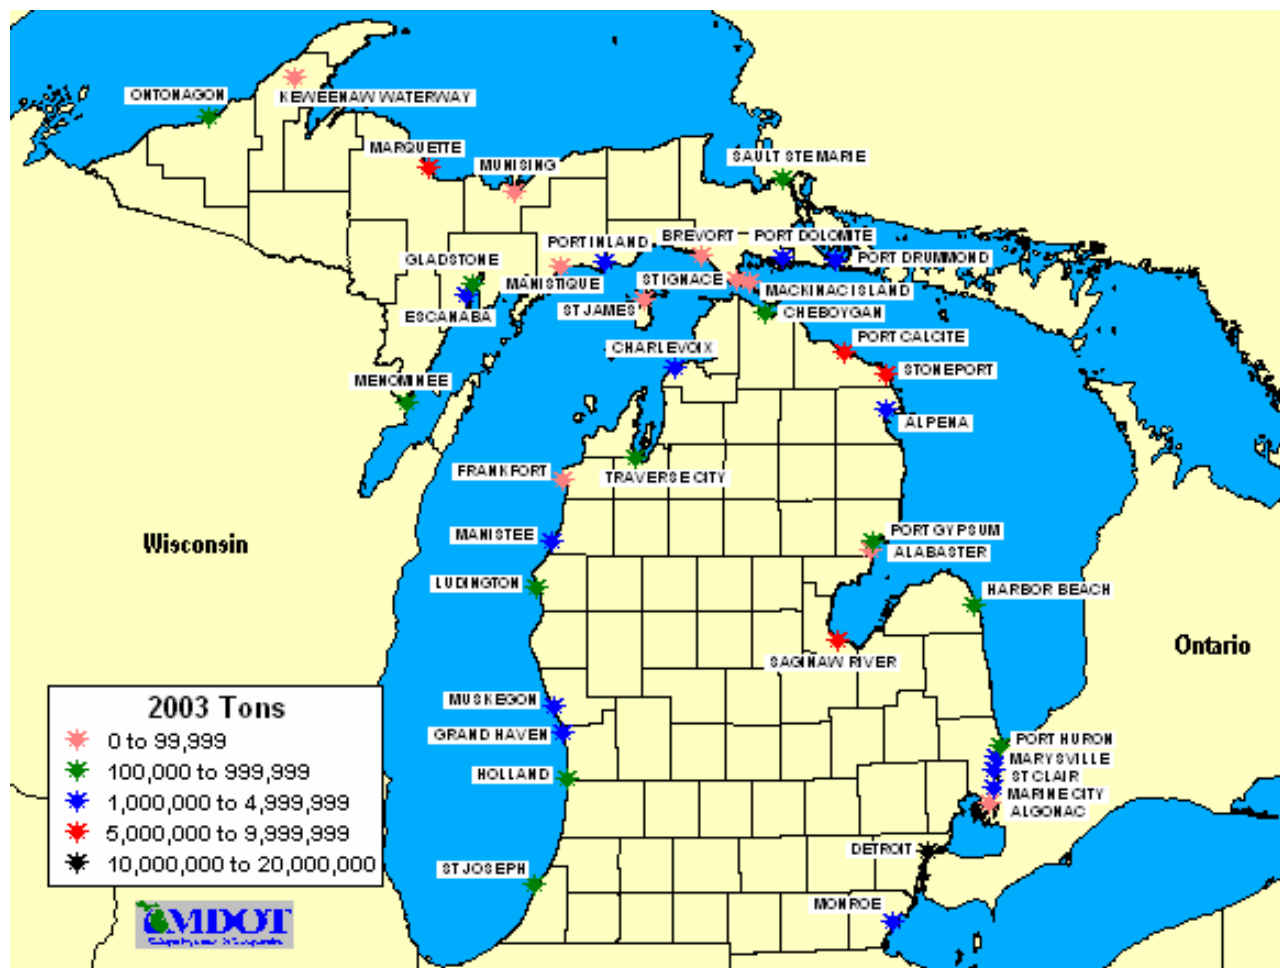 ONTONAGON
KEWEENAW WATERWAY
MARQUETTE
MUNISING
SAULT STE MARIE
BREVORT
PORT DOLOMITE
PORT INLAND
GLADSTONE
PORT DRUMMOND
MANISTIQUE
ST IGNACE
MACKINAC ISLAND
ESCANABA
ST JAMES
CHEBOYGAN
PORT CALCITE
CHARLEVOIX
STONEPORT
MENOMINEE
ALPENA
FRANKFORT
TRAVERSE CITY
Wisconsin
MANISTEE
PORT GYPSUM
ALABASTER
LUDINGTON
HARBOR BEACH
Ontario
SAGINAW RIVER
MUSKEGON
GRAND HAVEN
PORT HURON
MARYSVILLE
HOLLAND
ST CLAIR
MARINE CITY
ALGONAC
DETROIT
ST JOSEPH
MONROE
2003 Tons
0 to 99,999
100,000 to 999,999
1,000,000 to 4,999,999
5,000,000 to 9,999,999
10,000,000 to 20,000,000
MDOT